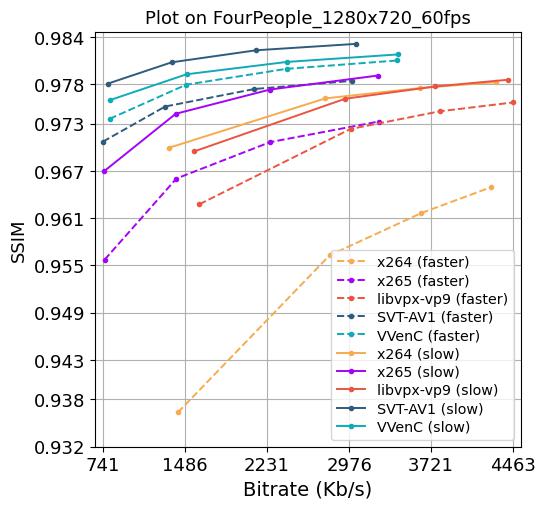 Plot on FourPeople_1280x720_60fps
SSIM
0.984
0.978
0.973
0.967
0.961
0.955
0.949
0.943
0.938
0.932
x264 (faster)
x265 (faster)
libvpx-vp9 (faster)
SVT-AV1 (faster)
VVenC (faster)
x264 (slow)
x265 (slow)
libvpx-vp9 (slow)
SVT-AV1 (slow)
VVenC (slow)
741 1486 2231 2976 3721 4463
Bitrate (Kb/s)